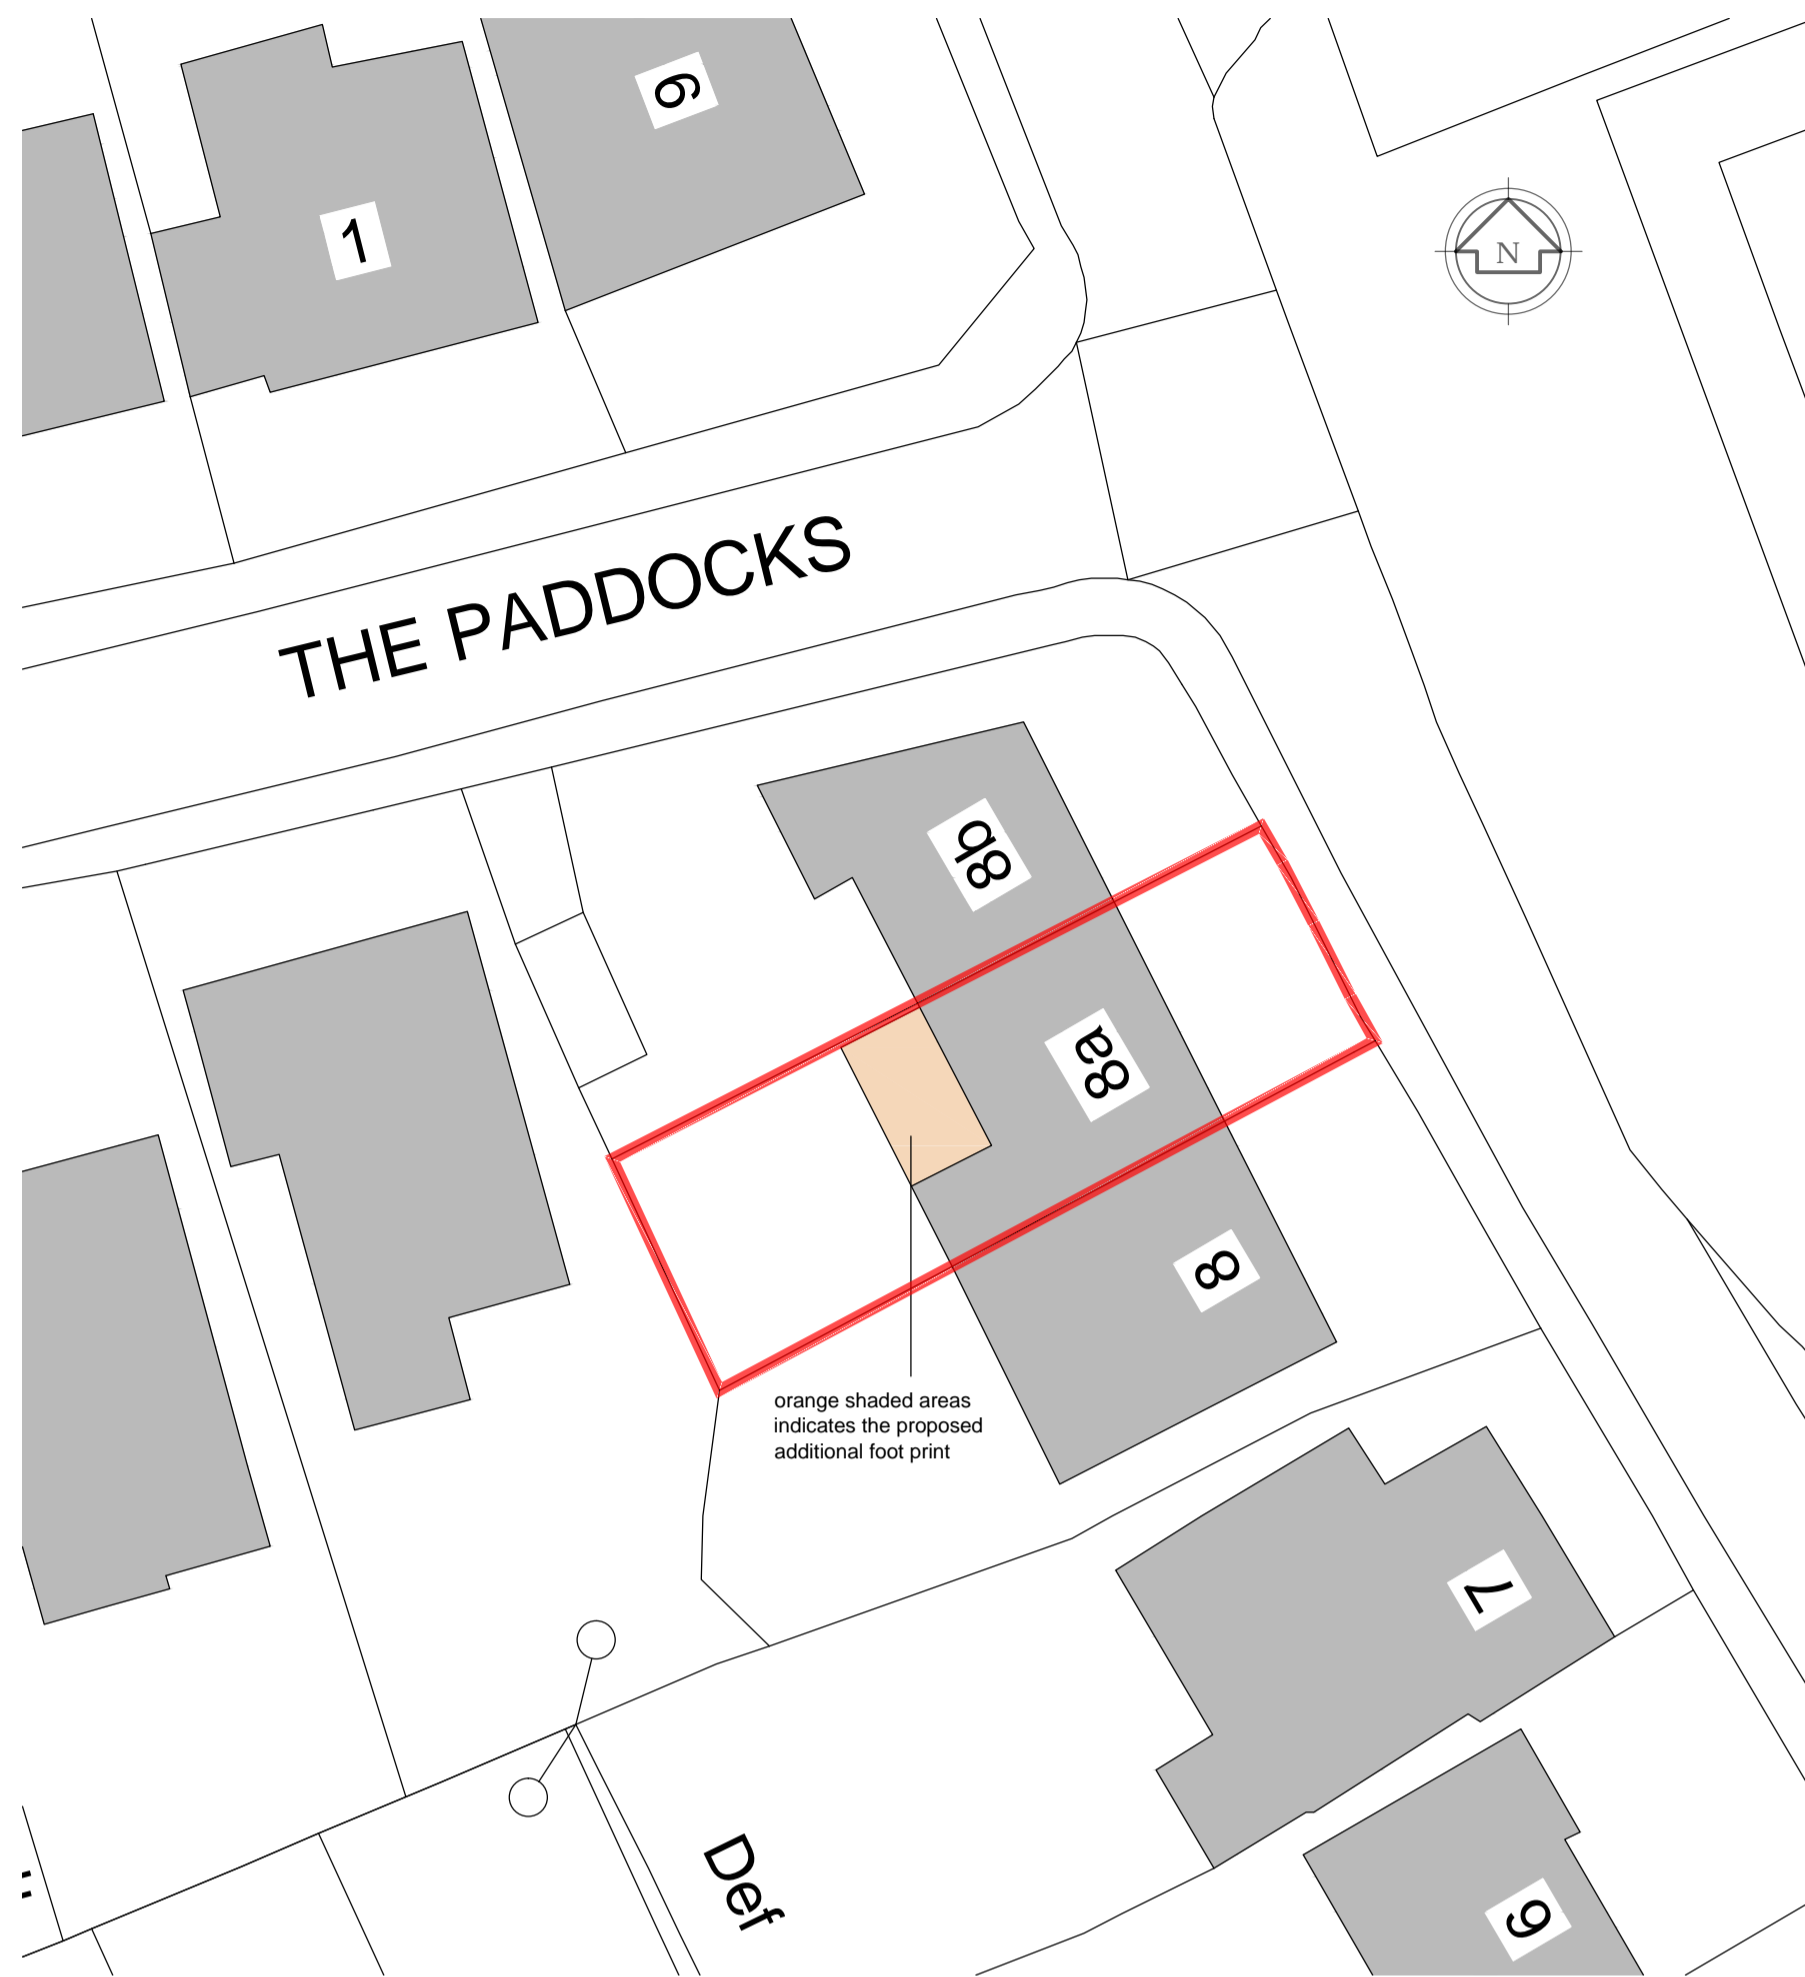 9
1
N
THE PADDOCKS
8b
8a
8
orange shaded areas
indicates the proposed
additional foot print
7
Def
6